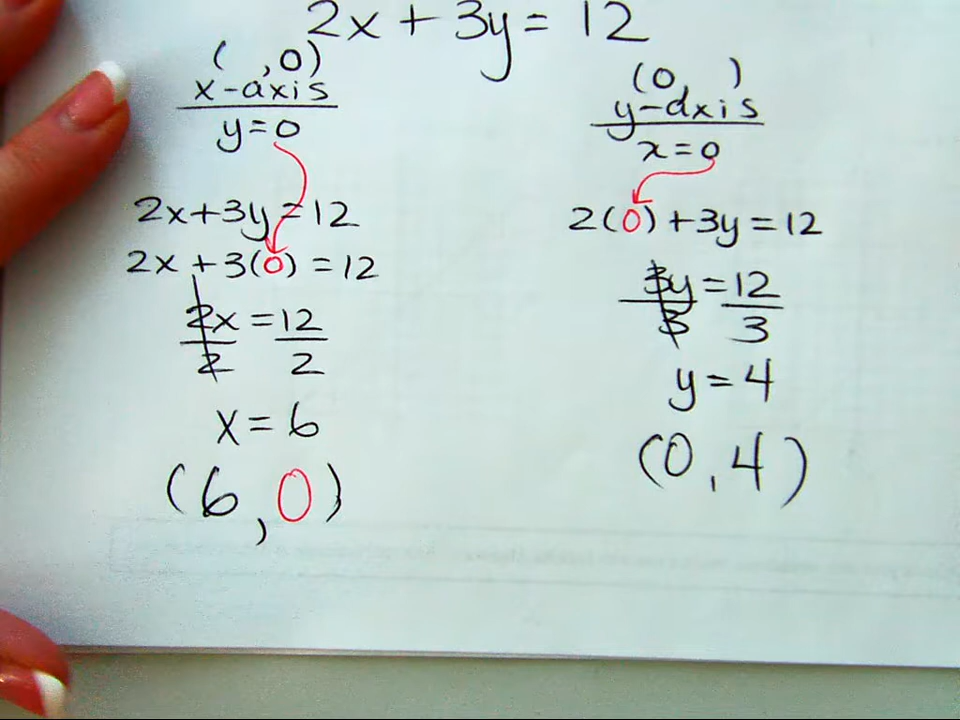 2x + 3y = 12
( , 0)
x-axis
y = 0
2x + 3y = 12
2x + 3(0) = 12
2x = 12
2 2
x = 6
(6, 0)
(0, )
y-axis
x = 0
2(0) + 3y = 12
3y = 12
3 3
y = 4
(0, 4)